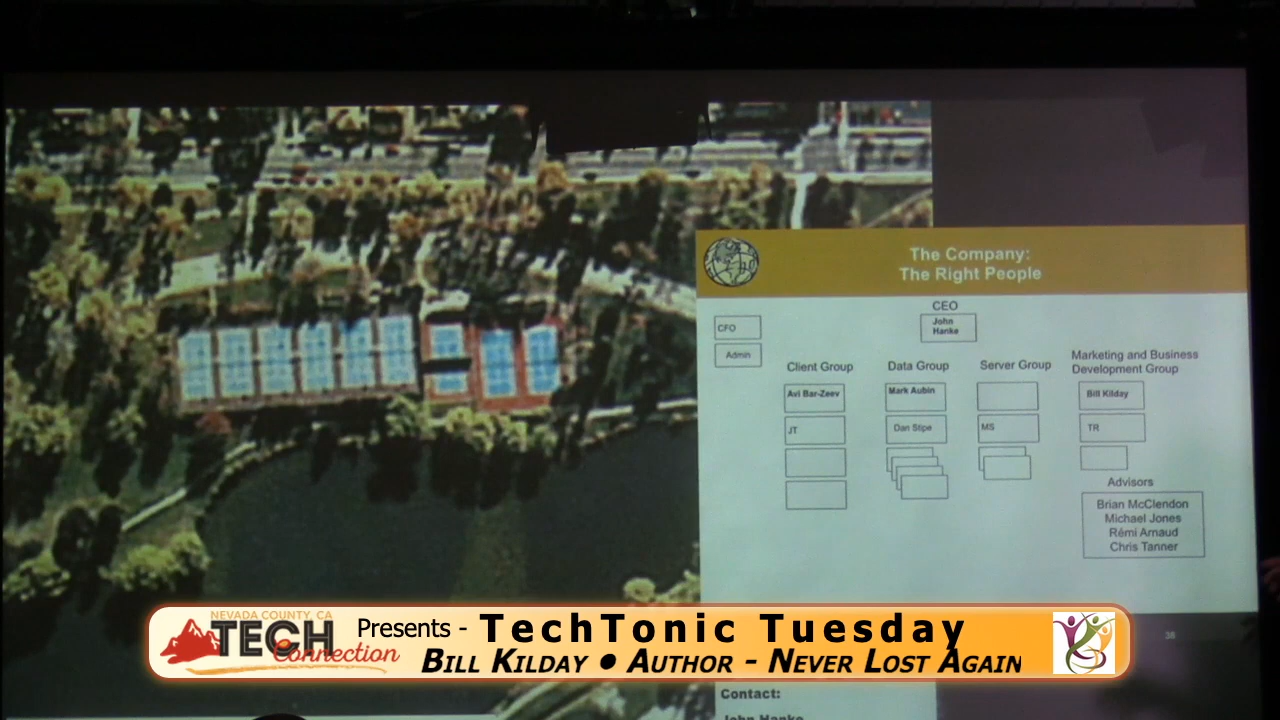 The Company:
The Right People
CEO
John
Hanke
CFO
Admin
Client Group
Avi Bar-Zeev
JT
Data Group
Mark Aubin
Dan Stipe
Server Group
MS
Marketing and Business
Development Group
Bill Kilday
TR
Advisors
Brian McClendon
Michael Jones
Rémi Arnaud
Chris Tanner
38
NEVADA COUNTY, CA
TECH
Connection
Presents - TechTonic Tuesday
BILL KILDAY • AUTHOR - NEVER LOST AGAIN
Contact:
John Hanke